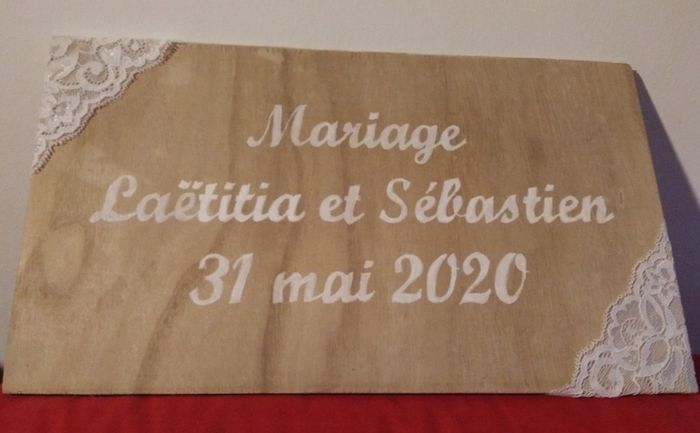 Mariage
Laëtitia et Sébastien
31 mai 2020